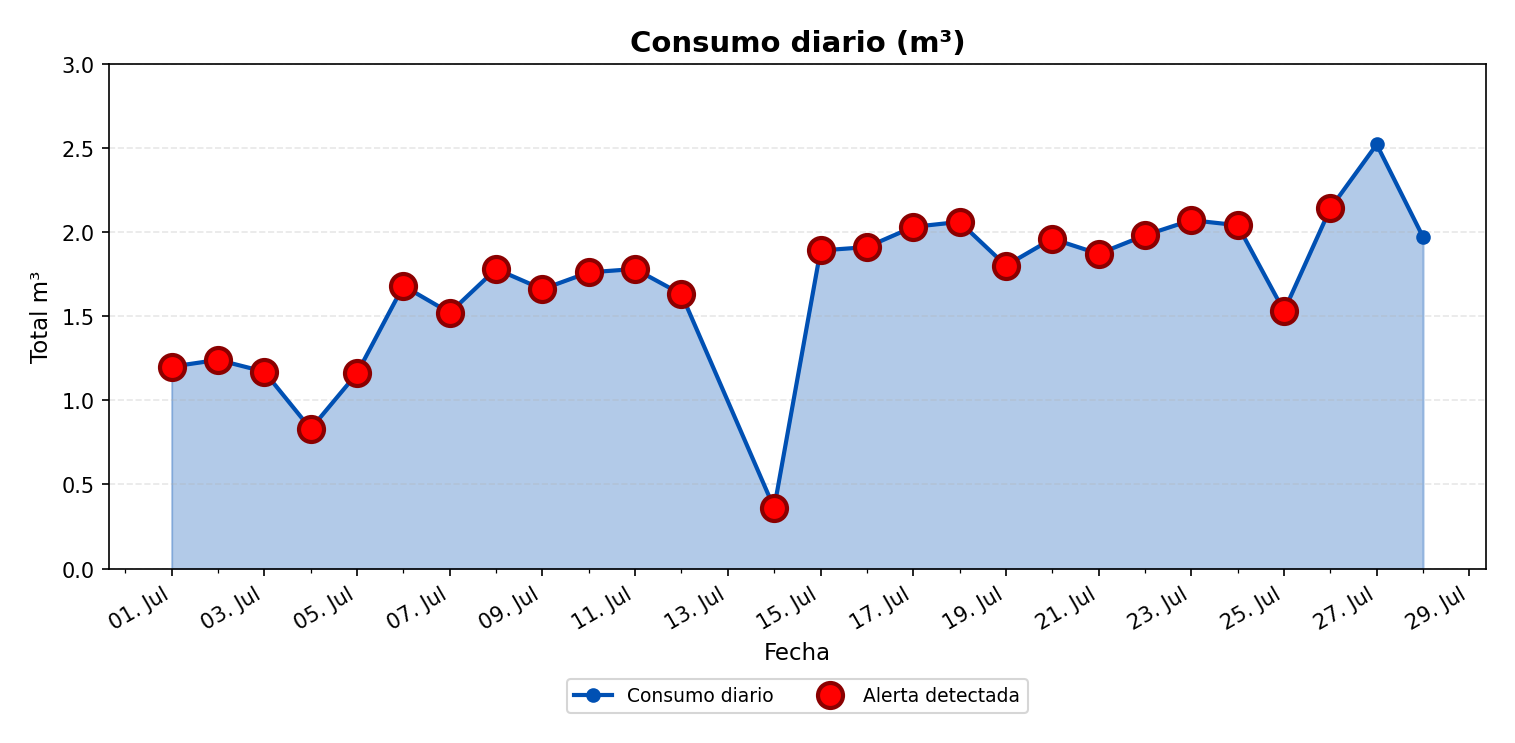 Consumo diario (m³)
3.0
2.5
2.0
1.5
1.0
0.5
0.0
Total m³
01. Jul
03. Jul
05. Jul
07. Jul
09. Jul
11. Jul
13. Jul
15. Jul
17. Jul
19. Jul
21. Jul
23. Jul
25. Jul
27. Jul
29. Jul
Fecha
Consumo diario
Alerta detectada